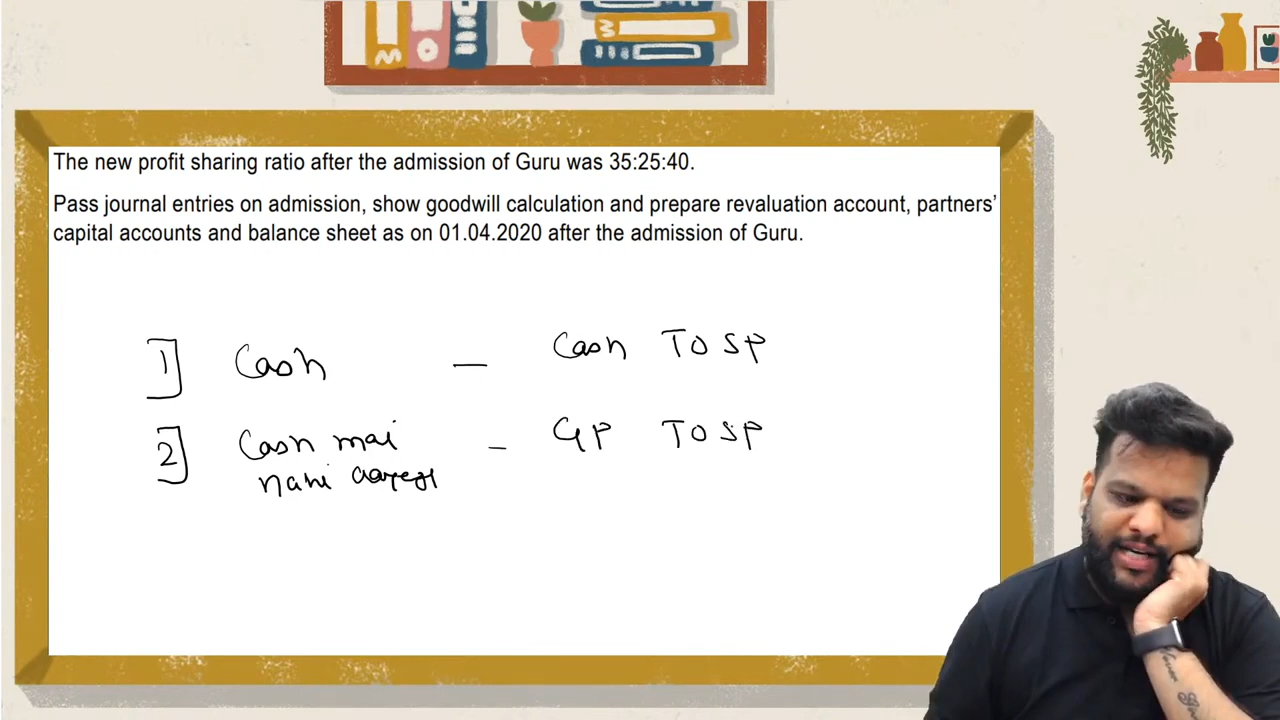 The new profit sharing ratio after the admission of Guru was 35:25:40.
Pass journal entries on admission, show goodwill calculation and prepare revaluation account, partners'
capital accounts and balance sheet as on 01.04.2020 after the admission of Guru.
1] Cash — Cash TO SP
2] Cash mai - GP TO SP
nahi